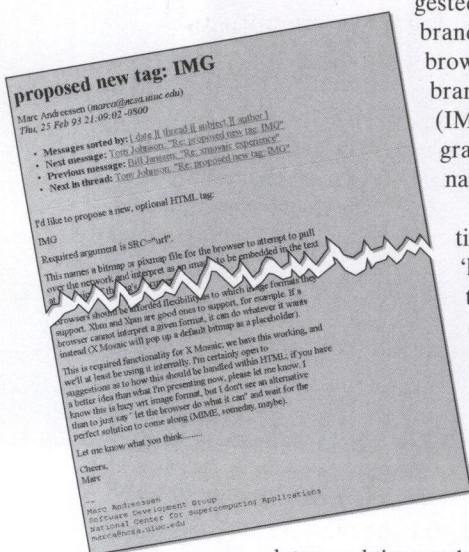 proposed new tag: IMG
Marc Andreessen (marca@ncsa.uiuc.edu)
Thu, 25 Feb 93 21:09:02 -0800
• Messages sorted by: [ date ][ thread ][ subject ][ author ]
• Next message: Tony Johnson: "Re: proposed new tag: IMG"
• Previous message: Bill Janssen: "Re: xmosaic experience"
• Next in thread: Tony Johnson: "Re: proposed new tag: IMG"
I'd like to propose a new, optional HTML tag:
IMG
Required argument is SRC="url".
This names a bitmap or pixmap file for the browser to attempt to pull
over the network and interpret as an image, to be embedded in the text
at
browsers should be afforded flexibility as to which image formats they
support. Xbm and Xpm are good ones to support, for example. If a
browser cannot interpret a given format, it can do whatever it wants
instead (X Mosaic will pop up a default bitmap as a placeholder).
This is required functionality for X Mosaic; we have this working, and
we'll at least be using it internally. I'm certainly open to
suggestions as to how this should be handled within HTML; if you have
a better idea than what I'm presenting now, please let me know. I
know this is hazy wrt image format, but I don't see an alternative
than to just say "let the browser do what it can" and wait for the
perfect solution to come along (MIME, someday, maybe).
Let me know what you think.........
Cheers,
Marc
--
Marc Andreessen
Software Development Group
National Center for Supercomputing Applications
marca@ncsa.uiuc.edu
gested
brand
brow
bran
(IM
gra
na
ti